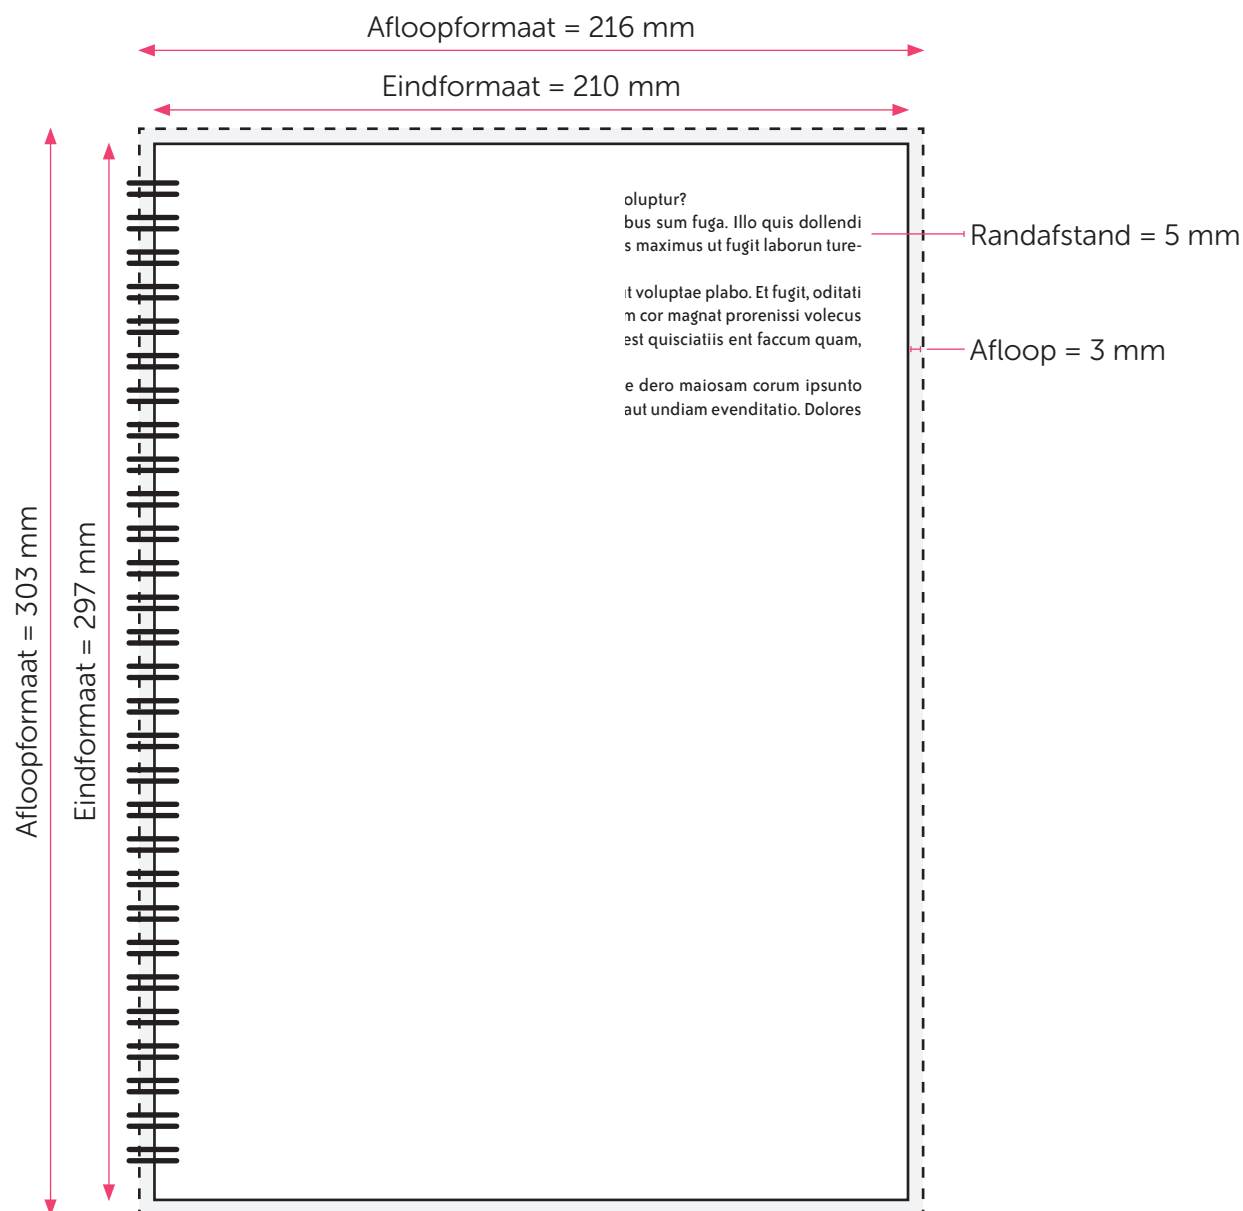 Afloopformaat = 216 mm
Eindformaat = 210 mm
Afloopformaat = 303 mm
Eindformaat = 297 mm
oluptur?
bus sum fuga. Illo quis dollendi
s maximus ut fugit laborun ture-
t voluptae plabo. Et fugit, oditati
m cor magnat prorenissi volecus
est quisciatiis ent faccum quam,
e dero maiosam corum ipsunto
aut undiam evenditatio. Dolores
Randafstand = 5 mm
Afloop = 3 mm